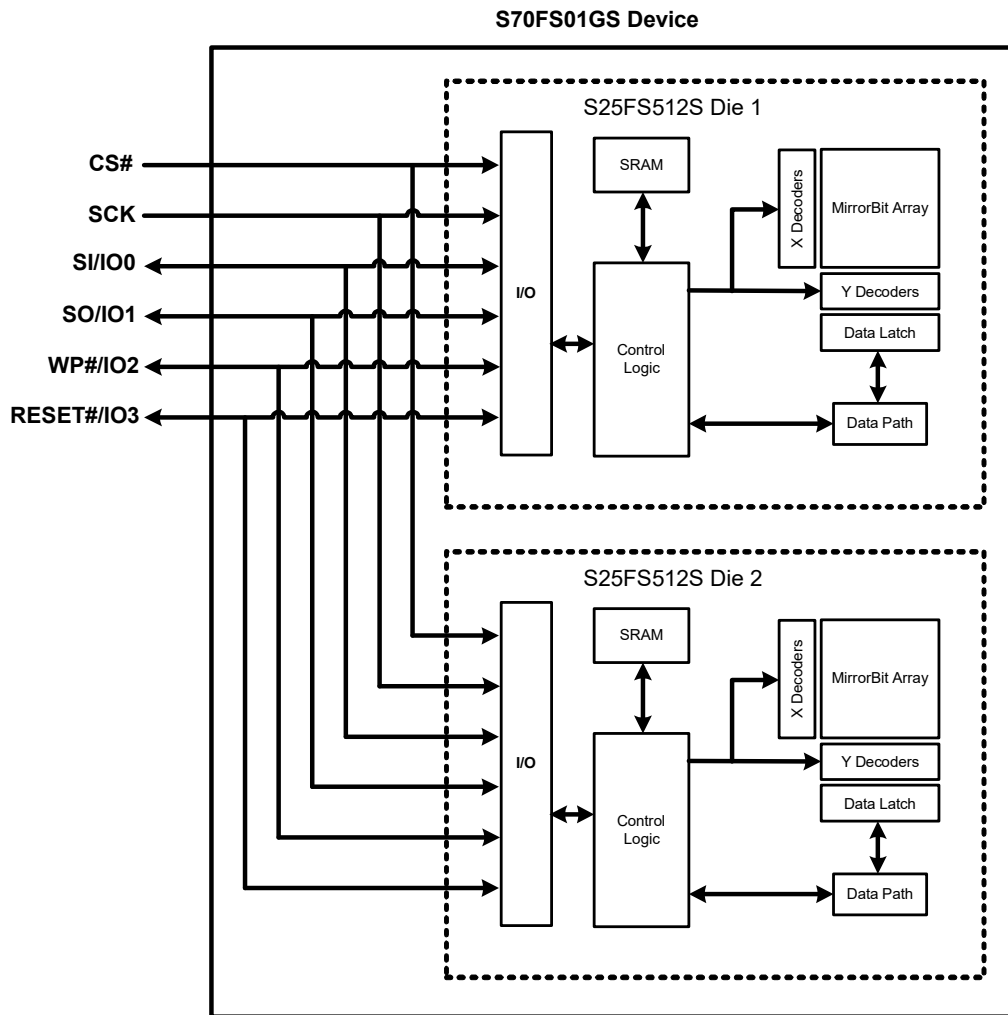 S70FS01GS Device
S25FS512S Die 1
CS#
SCK
SI/IO0
SO/IO1
WP#/IO2
RESET#/IO3
I/O
SRAM
Control
Logic
X Decoders
MirrorBit Array
Y Decoders
Data Latch
Data Path
S25FS512S Die 2
I/O
SRAM
Control
Logic
X Decoders
MirrorBit Array
Y Decoders
Data Latch
Data Path